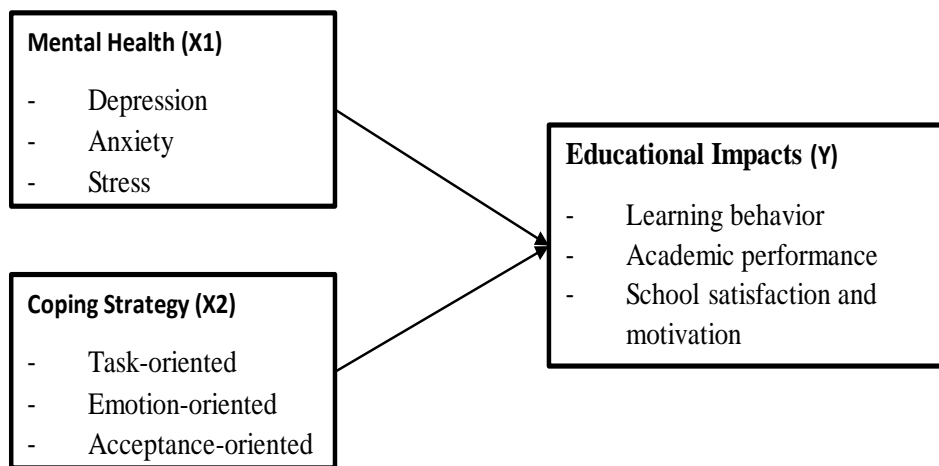 Mental Health (X1)
- Depression
- Anxiety
- Stress
Coping Strategy (X2)
- Task-oriented
- Emotion-oriented
- Acceptance-oriented
Educational Impacts (Y)
- Learning behavior
- Academic performance
- School satisfaction and
motivation